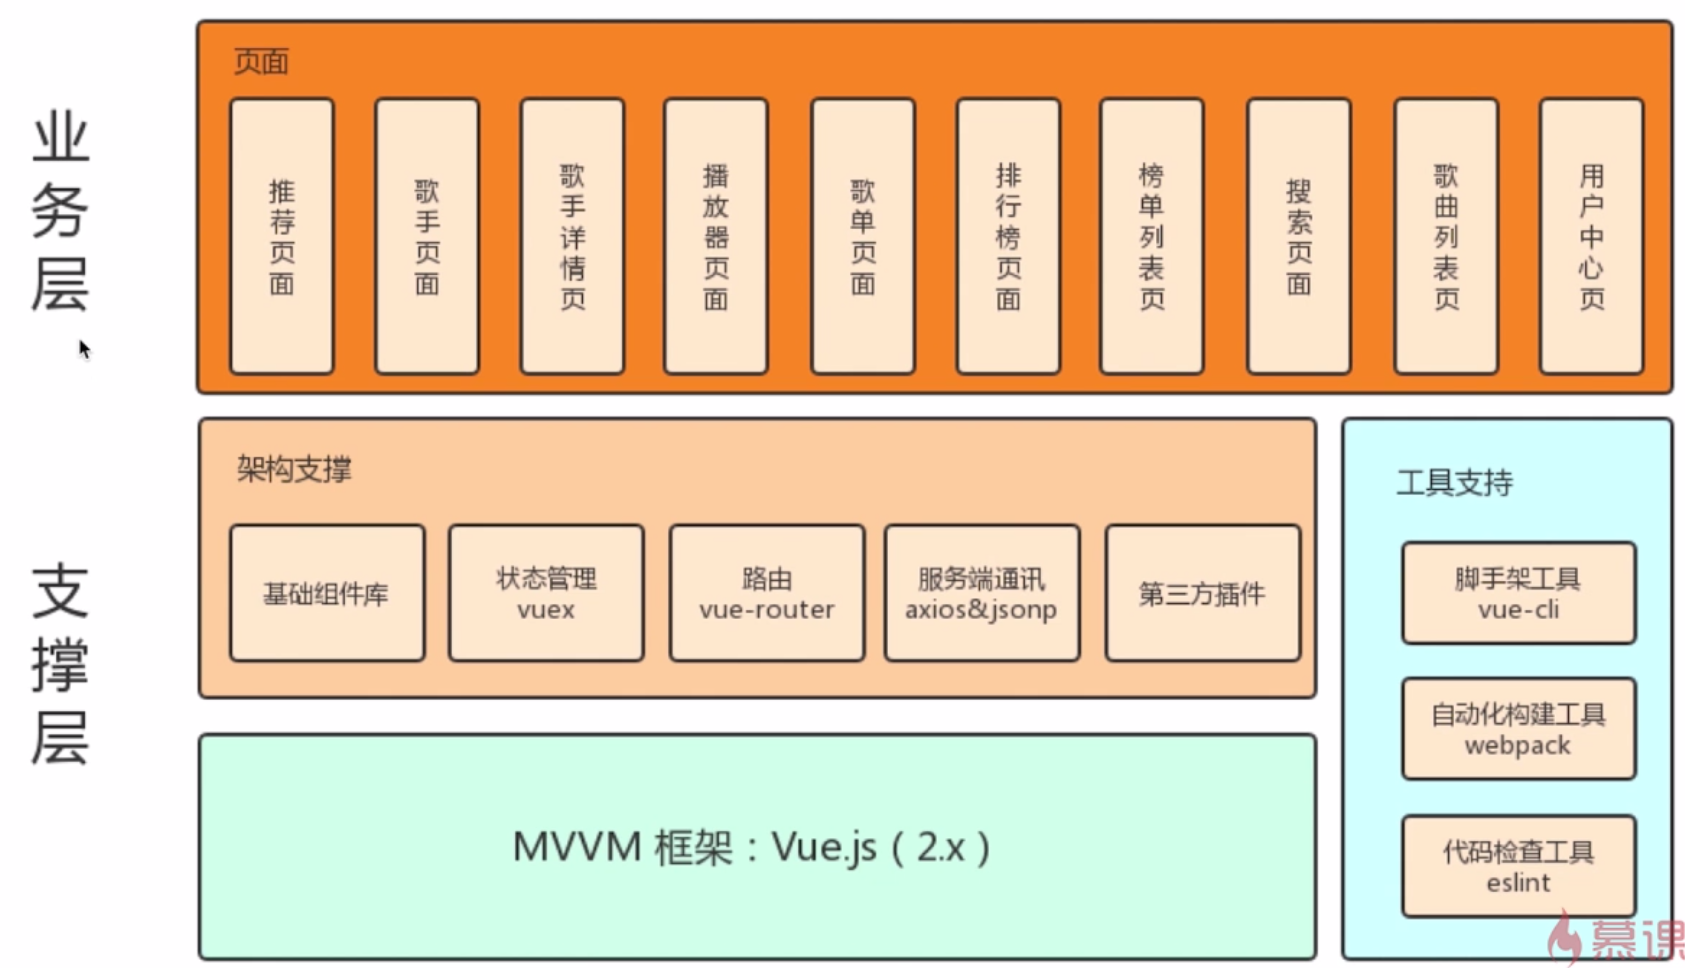 业务层
页面
推荐页面
歌手页面
歌手详情页
播放器页面
歌单页面
排行榜页面
榜单列表页
搜索页面
歌曲列表页
用户中心页
支撑层
架构支撑
基础组件库
状态管理
vuex
路由
vue-router
服务端通讯
axios&jsonp
第三方插件
MVVM 框架：Vue.js（2.x）
工具支持
脚手架工具
vue-cli
自动化构建工具
webpack
代码检查工具
eslint
慕课